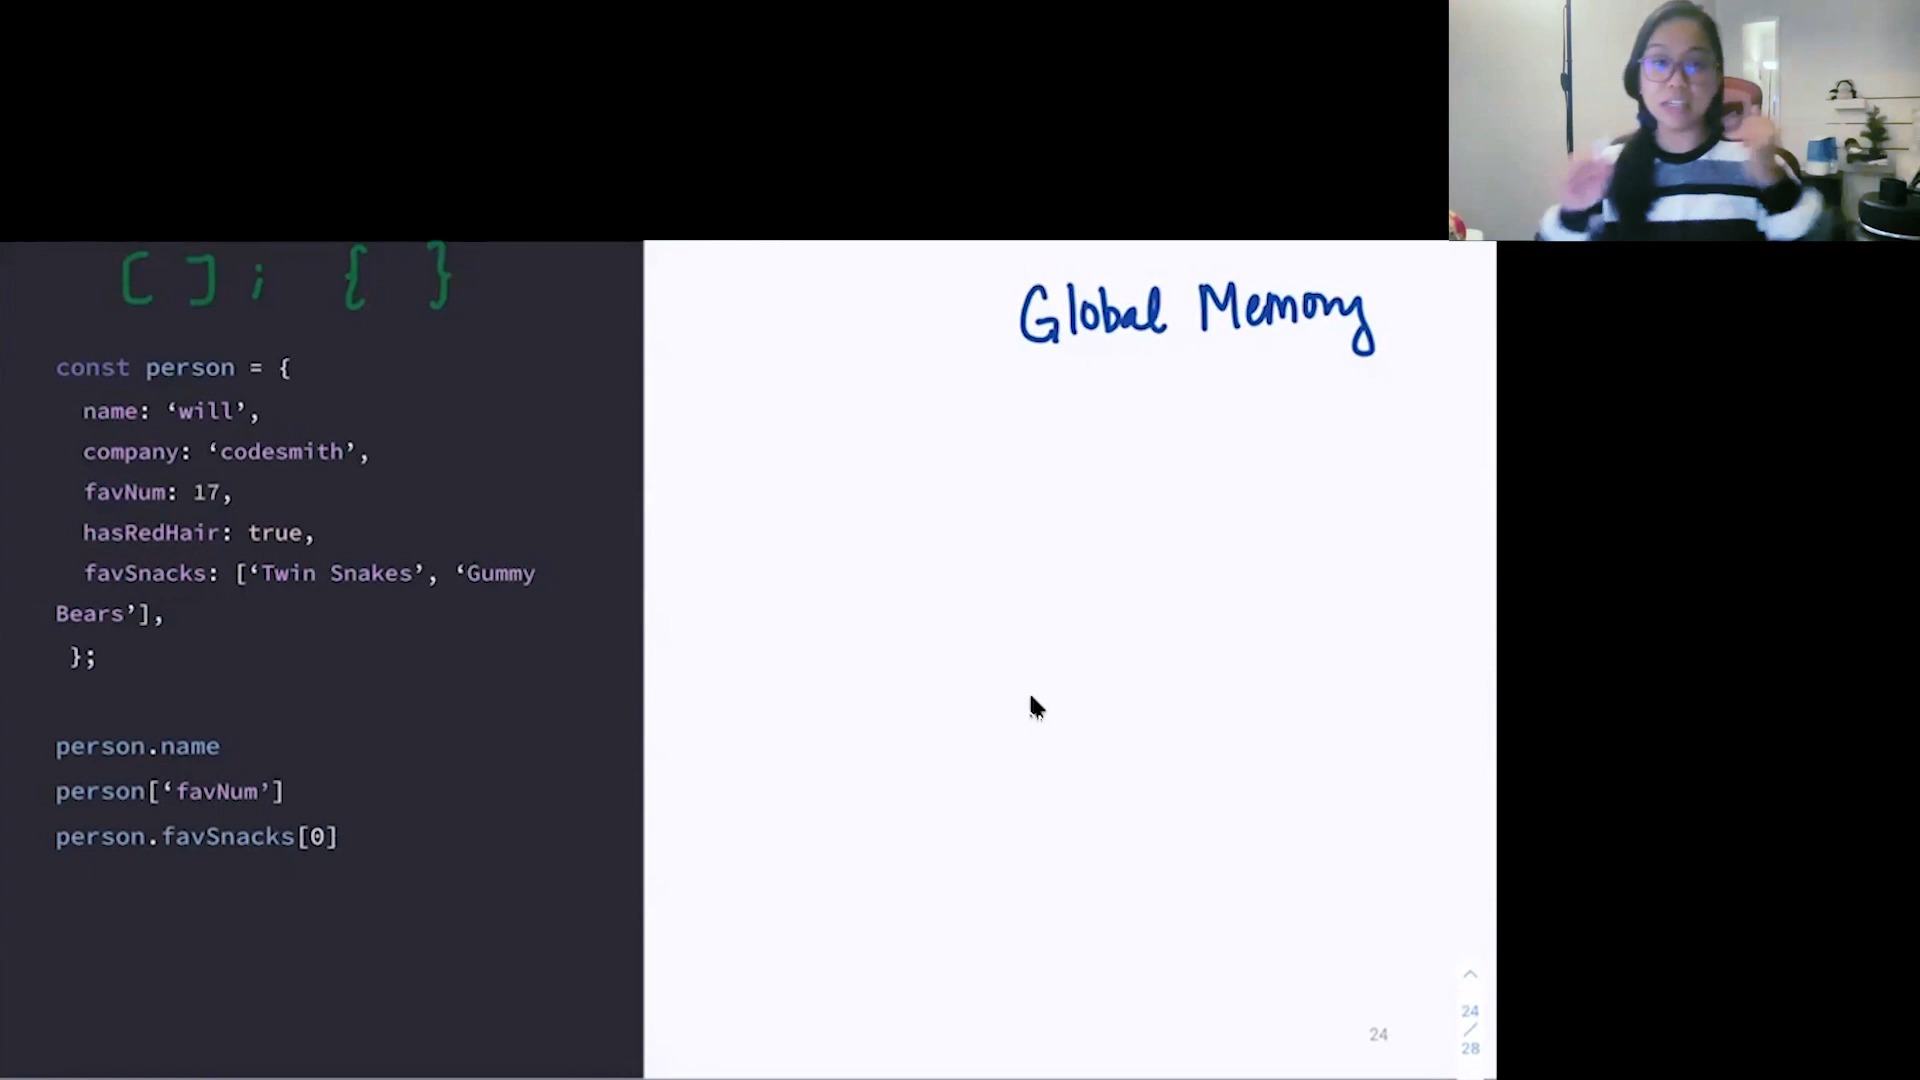 [ ] ; { }
Global Memory
const person = {
name: ‘will’,
company: ‘codesmith’,
favNum: 17,
hasRedHair: true,
favSnacks: [‘Twin Snakes’, ‘Gummy
Bears’],
};
person.name
person[‘favNum’]
person.favSnacks[0]
24
24
/
28